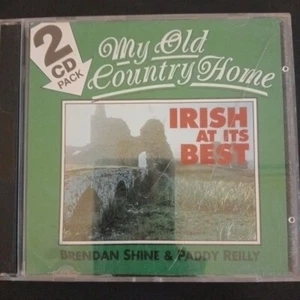 2
CD
PACK
My Old
Country Home
IRISH
AT ITS
BEST
BRENDAN SHINE & PADDY REILLY